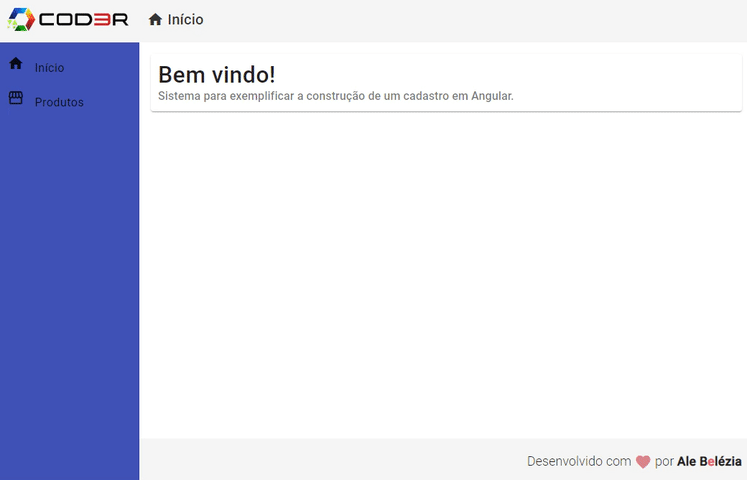 COD3R
Início
Início
Produtos
Bem vindo!
Sistema para exemplificar a construção de um cadastro em Angular.
Desenvolvido com por Ale Belézia